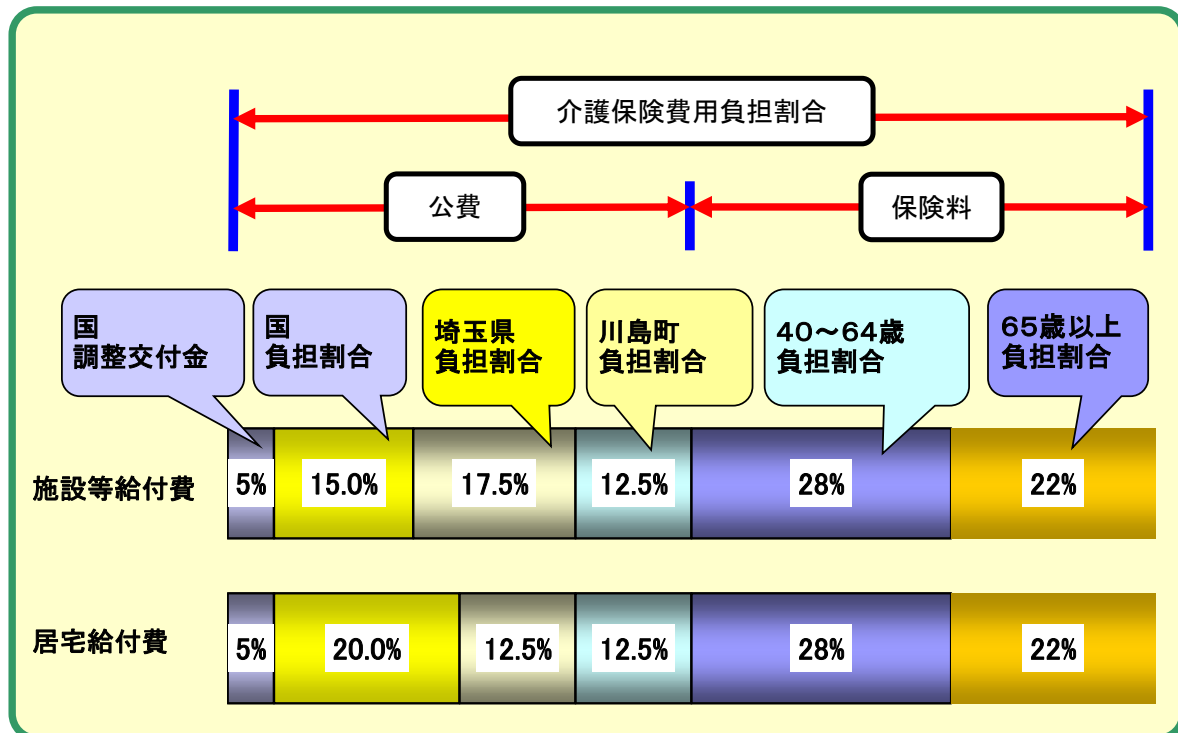 介護保険費用負担割合
公費
保険料
国
調整交付金
国
負担割合
埼玉県
負担割合
川島町
負担割合
40～64歳
負担割合
65歳以上
負担割合
施設等給付費
5%
15.0%
17.5%
12.5%
28%
22%
居宅給付費
5%
20.0%
12.5%
12.5%
28%
22%